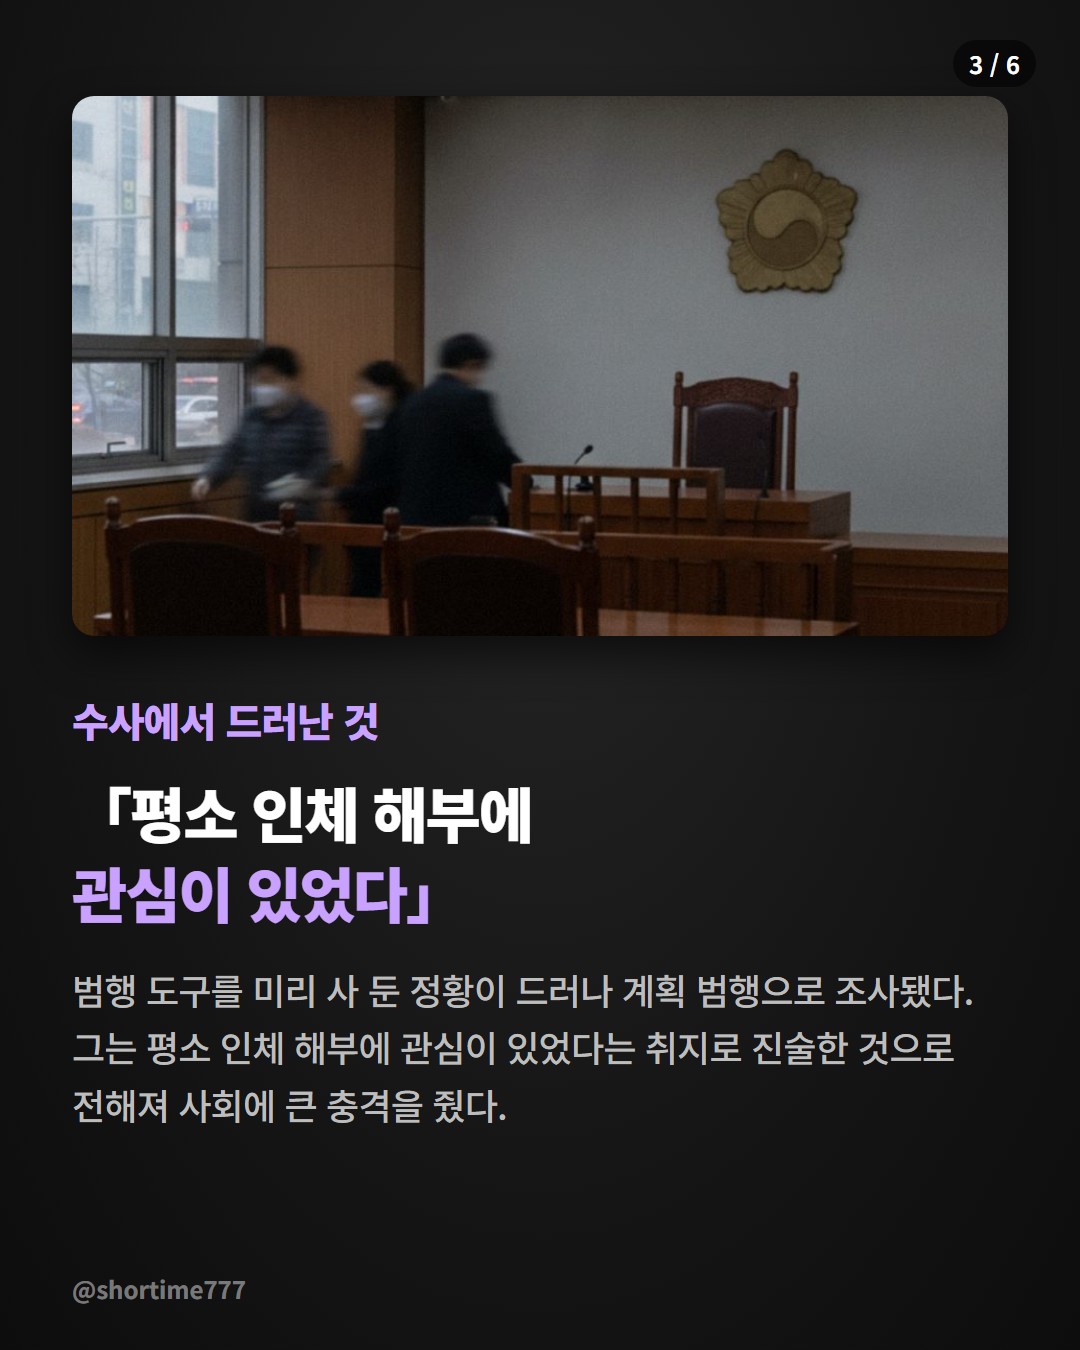 3 / 6
수사에서 드러난 것
「평소 인체 해부에
관심이 있었다」
범행 도구를 미리 사 둔 정황이 드러나 계획 범행으로 조사됐다.
그는 평소 인체 해부에 관심이 있었다는 취지로 진술한 것으로
전해져 사회에 큰 충격을 줬다.
@shortime777